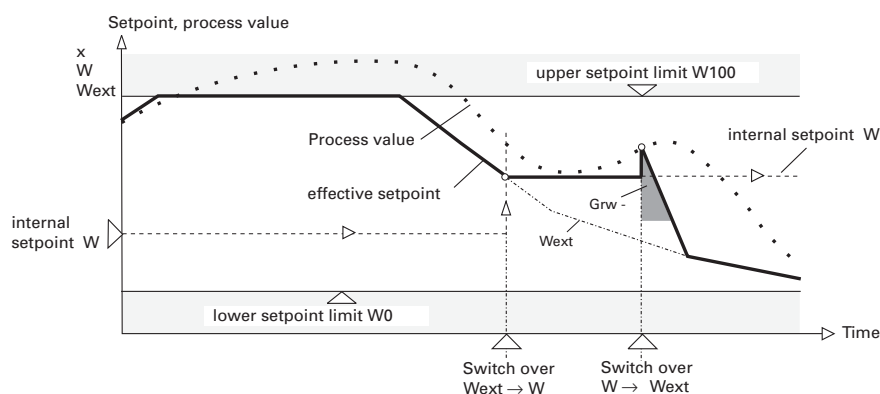 Setpoint, process value
x
W
Wext
upper setpoint limit W100
Process value
internal setpoint W
effective setpoint
Grw -
internal
setpoint W
Wext
lower setpoint limit W0
Time
Switch over
Wext → W
Switch over
W → Wext